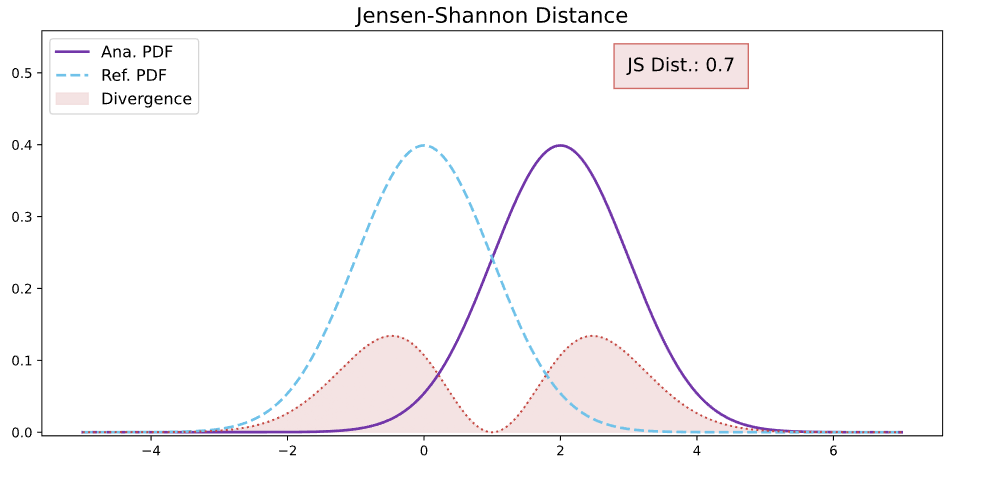 Jensen-Shannon Distance
Ana. PDF
Ref. PDF
Divergence
JS Dist.: 0.7
0.5
0.4
0.3
0.2
0.1
0.0
−4
−2
0
2
4
6